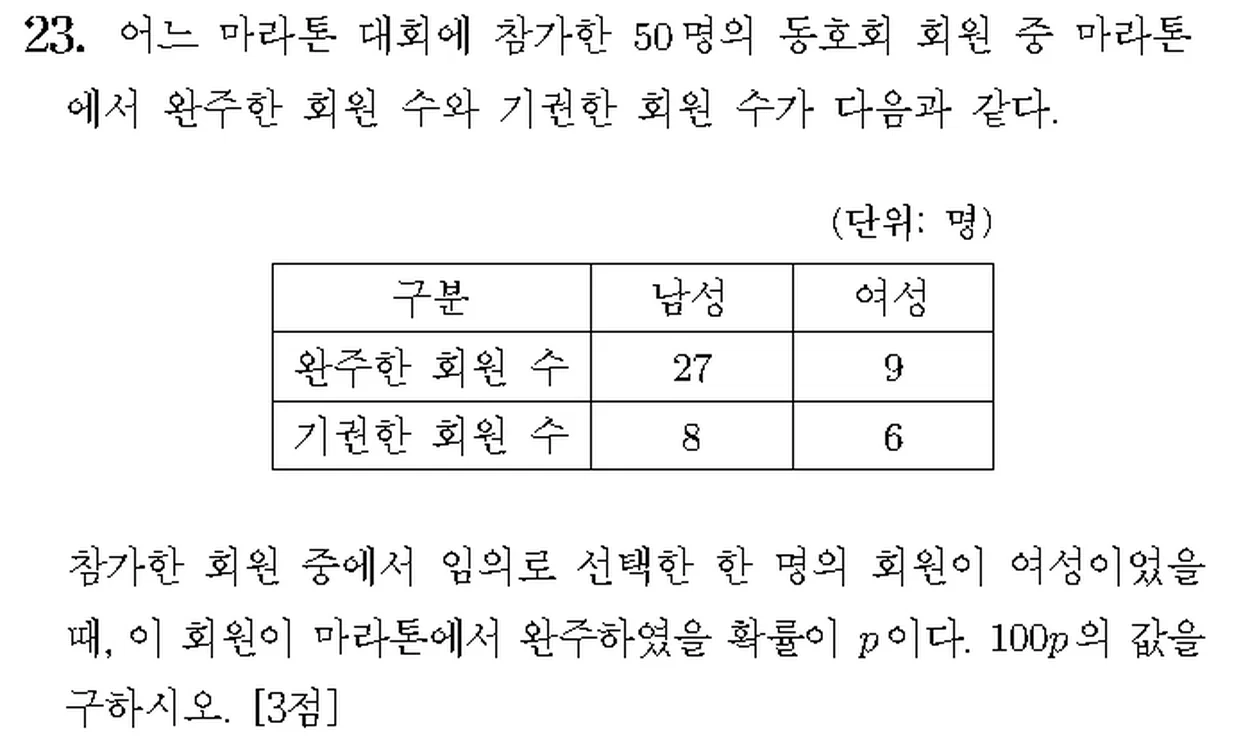 23. 어느 마라톤 대회에 참가한 50명의 동호회 회원 중 마라톤
에서 완주한 회원 수와 기권한 회원 수가 다음과 같다.
(단위: 명)
구분 남성 여성
완주한 회원 수 27 9
기권한 회원 수 8 6
참가한 회원 중에서 임의로 선택한 한 명의 회원이 여성이었을
때, 이 회원이 마라톤에서 완주하였을 확률이 p이다. 100p의 값을
구하시오. [3점]